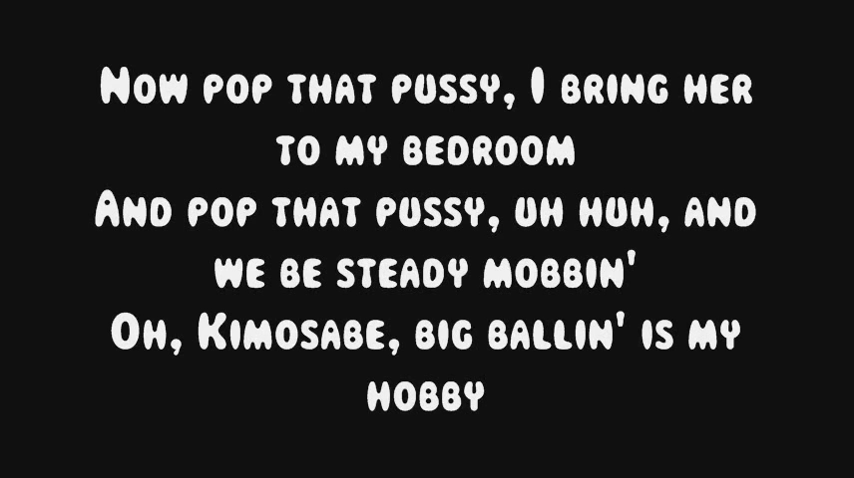 Now pop that pussy, I bring her
to my bedroom
And pop that pussy, uh huh, and
we be steady mobbin'
Oh, Kimosabe, big ballin' is my
hobby